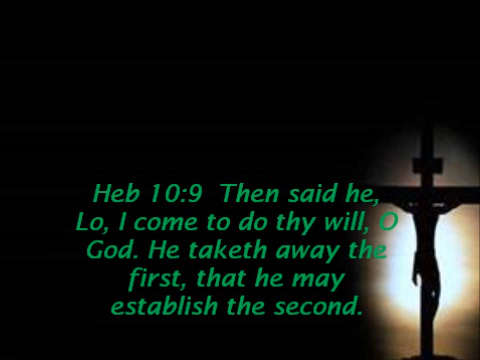 Heb 10:9  Then said he,
Lo, I come to do thy will, O
God. He taketh away the
first, that he may
establish the second.